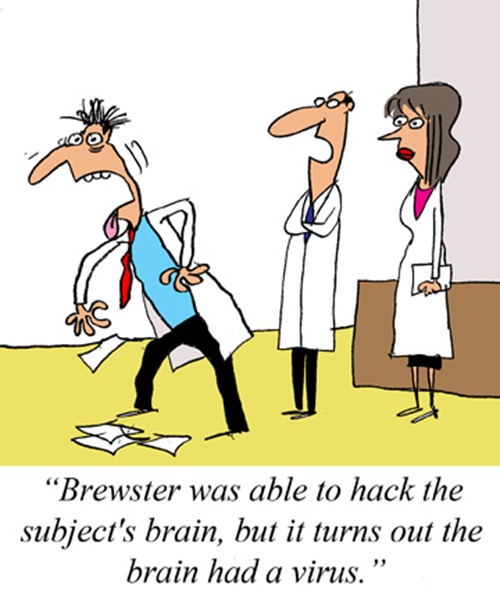 “Brewster was able to hack the
subject's brain, but it turns out the
brain had a virus.”